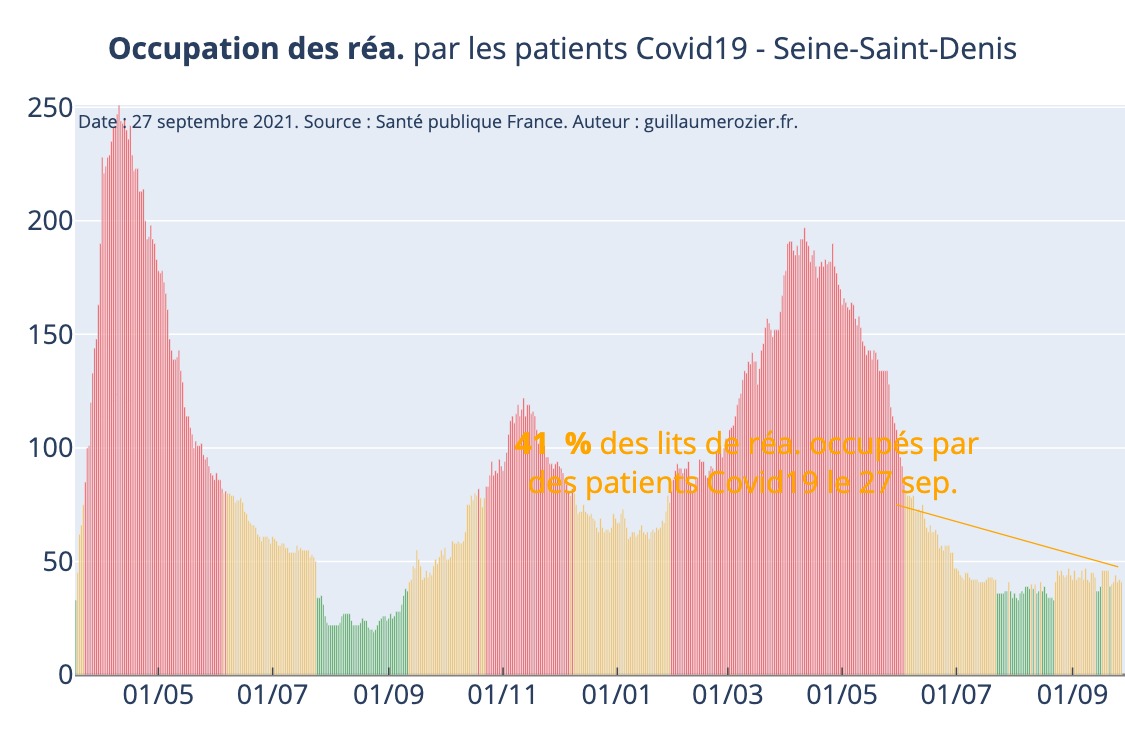 Occupation des réa. par les patients Covid19 - Seine-Saint-Denis
250
Date : 27 septembre 2021. Source : Santé publique France. Auteur : guillaumerozier.fr.
200
150
100
41 % des lits de réa. occupés par
des patients Covid19 le 27 sep.
50
0
01/05 01/07 01/09 01/11 01/01 01/03 01/05 01/07 01/09